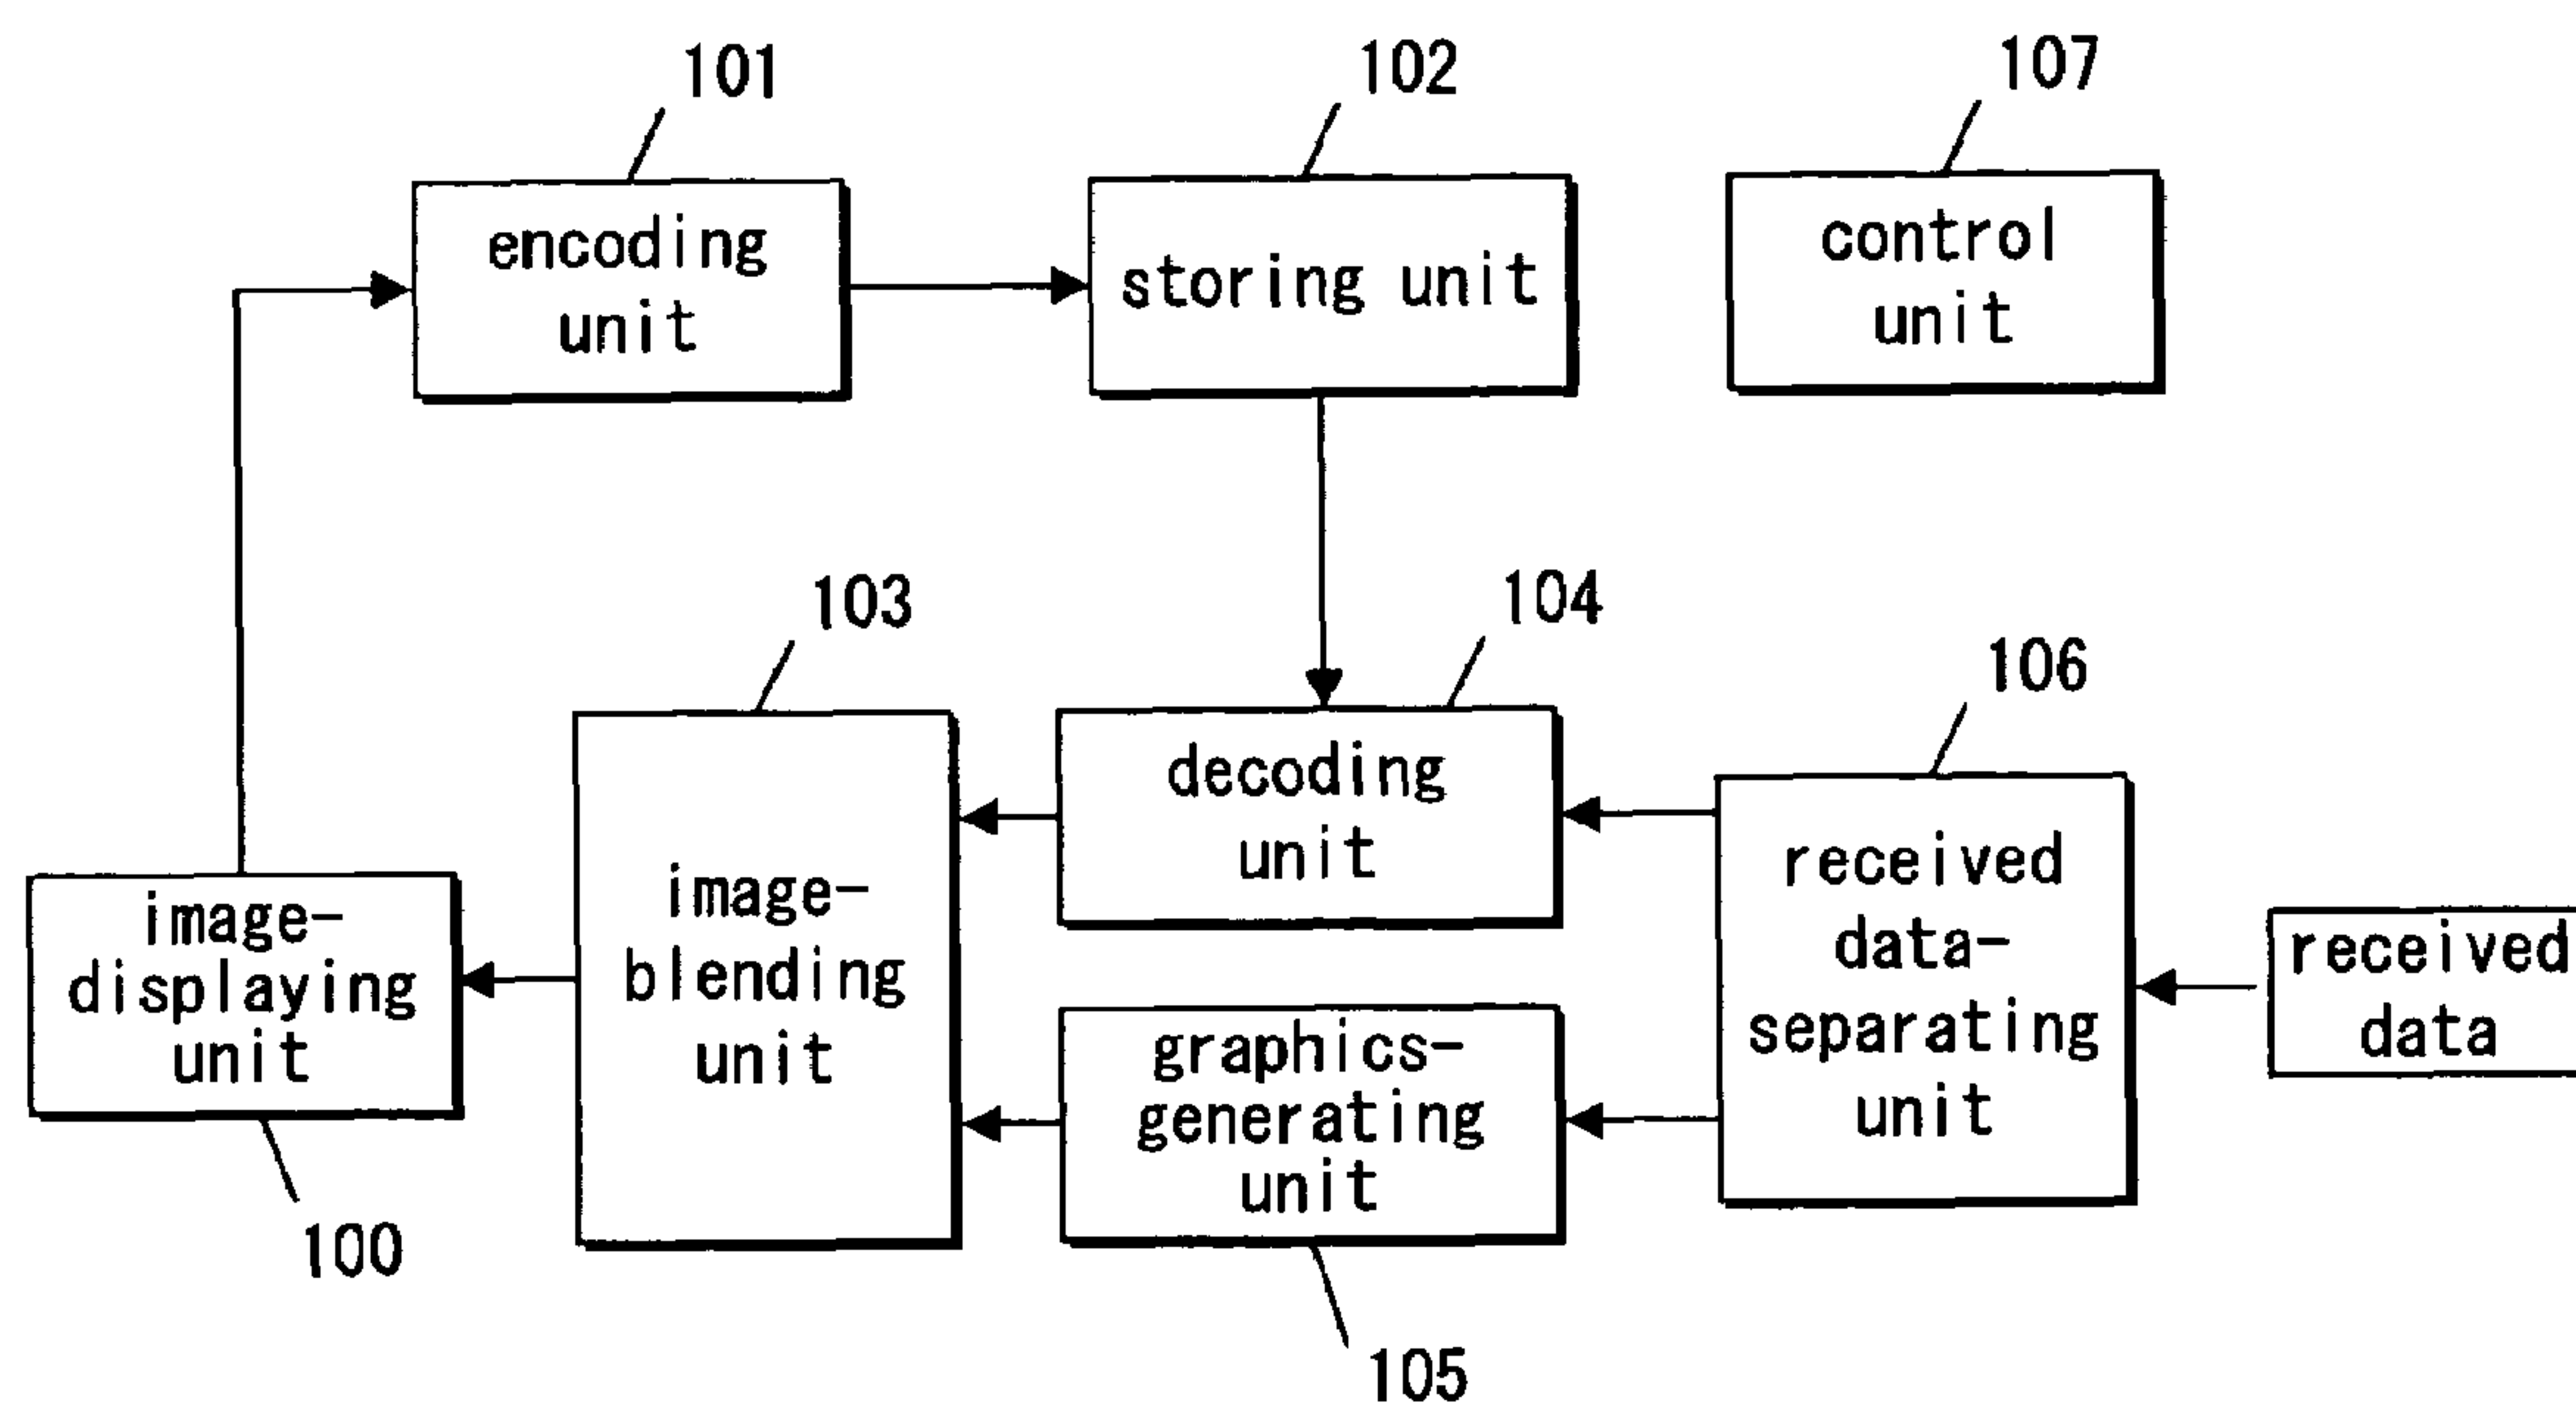 101
102
107
encoding
unit
storing unit
control
unit
103
104
106
image-
displaying
unit
image-
blending
unit
decoding
unit
graphics-
generating
unit
received
data-
separating
unit
received
data
100
105